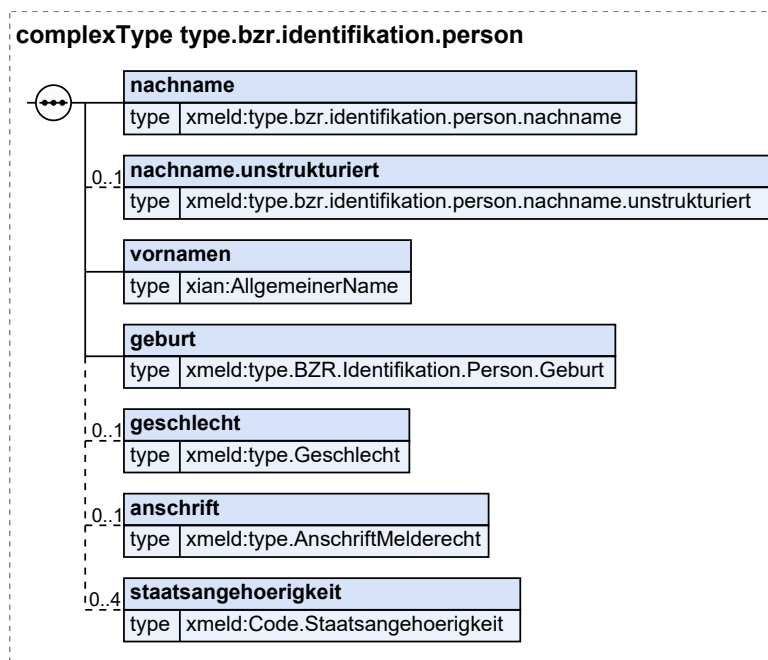 complexType type.bzr.identifikation.person
nachname
type xmeld:type.bzr.identifikation.person.nachname
0..1
nachname.unstrukturiert
type xmeld:type.bzr.identifikation.person.nachname.unstrukturiert
vornamen
type xian:AllgemeinerName
geburt
type xmeld:type.BZR.Identifikation.Person.Geburt
0..1
geschlecht
type xmeld:type.Geschlecht
0..1
anschrift
type xmeld:type.AnschriftMelderecht
0..4
staatsangehoerigkeit
type xmeld:Code.Staatsangehoerigkeit